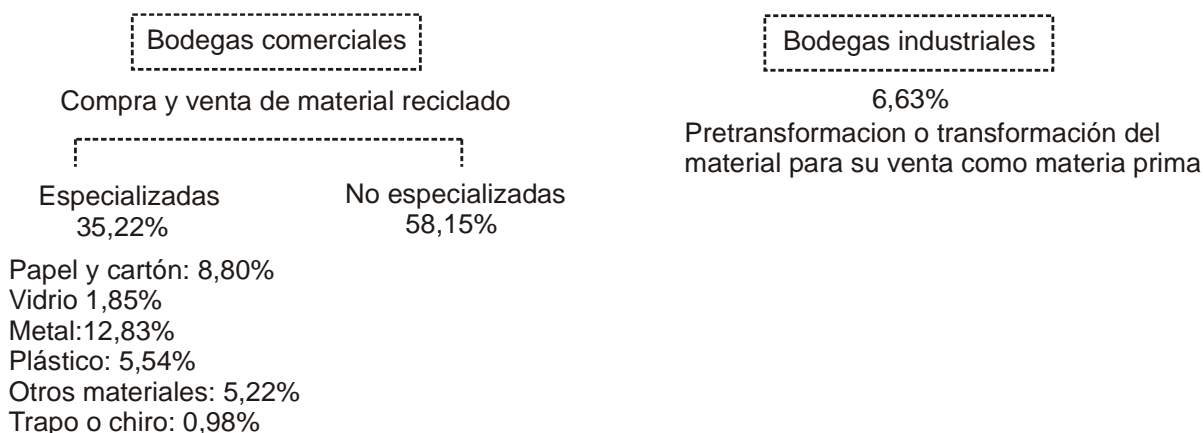 Bodegas comerciales
Compra y venta de material reciclado
Especializadas
35,22%
No especializadas
58,15%
Papel y cartón: 8,80%
Vidrio 1,85%
Metal:12,83%
Plástico: 5,54%
Otros materiales: 5,22%
Trapo o chiro: 0,98%
Bodegas industriales
6,63%
Pretransformacion o transformación del
material para su venta como materia prima